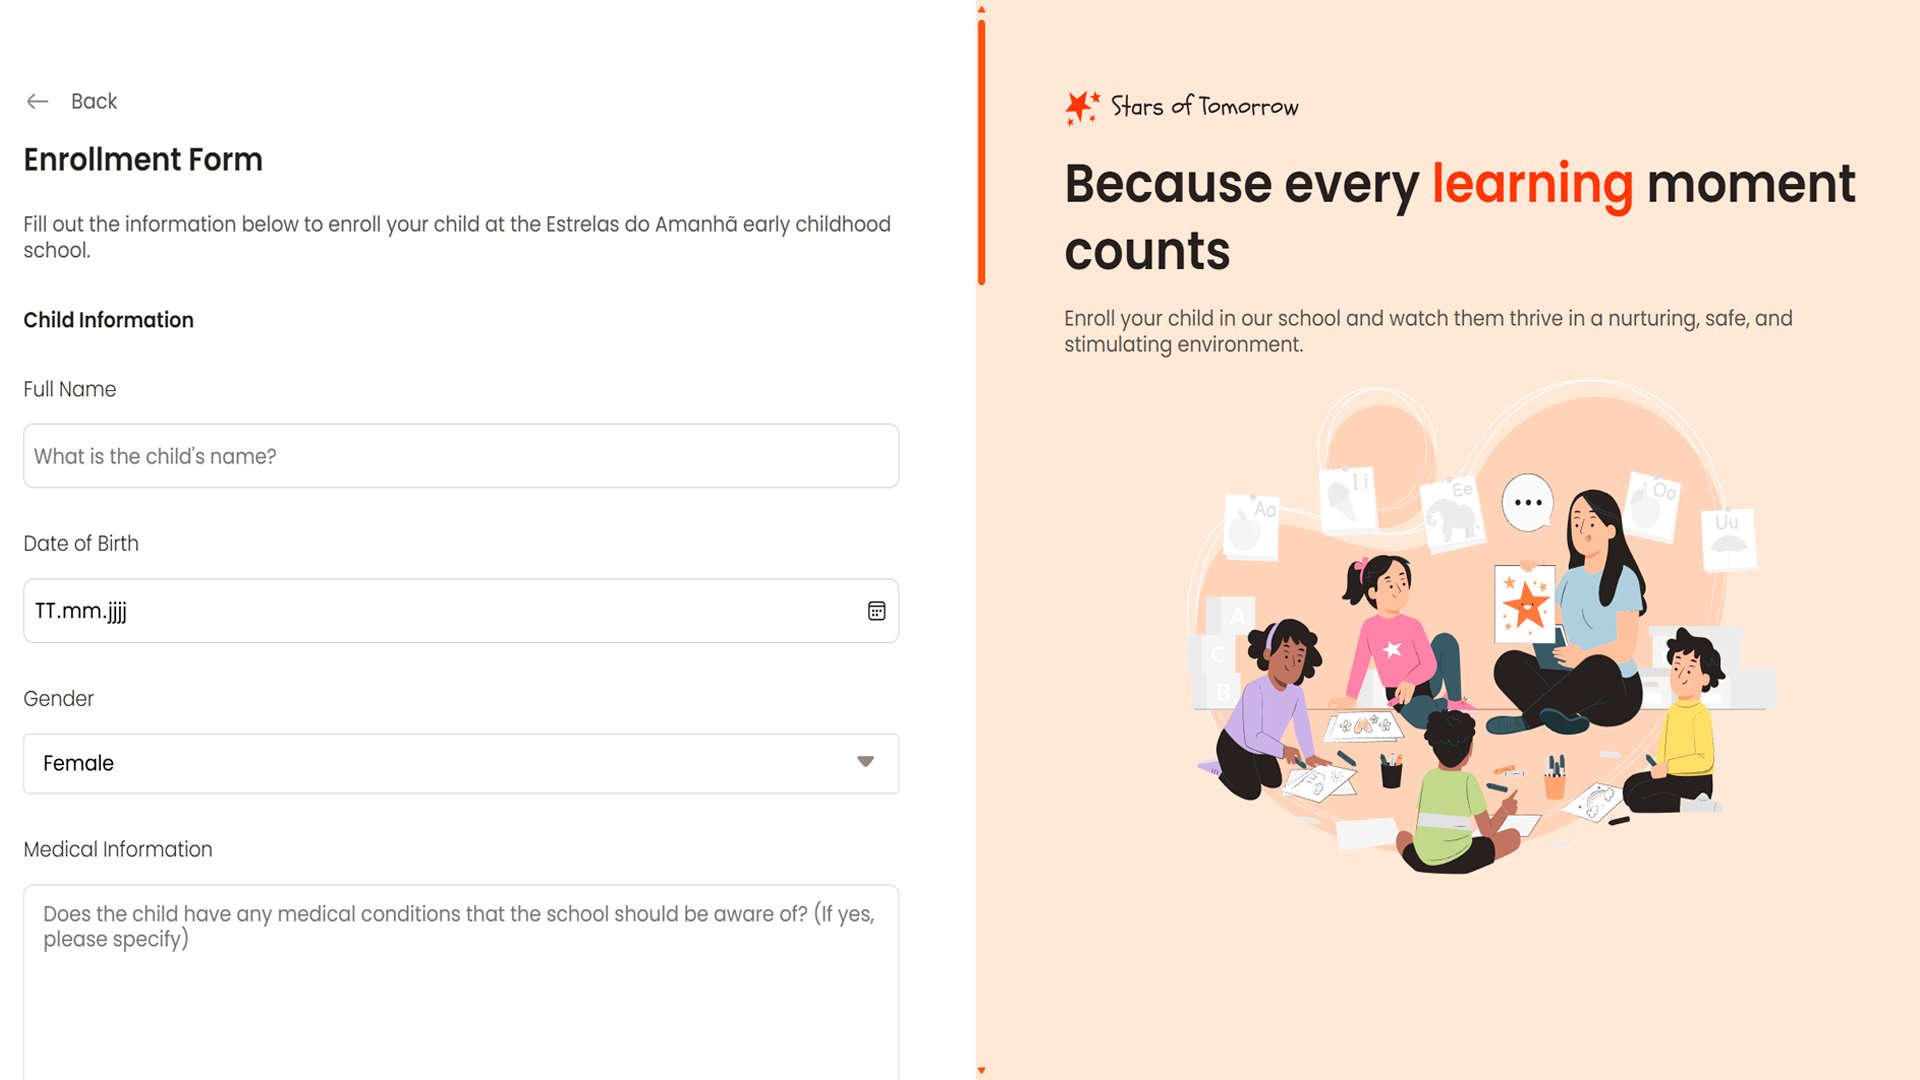 Back
Enrollment Form
Fill out the information below to enroll your child at the Estrelas do Amanhã early childhood
school.
Child Information
Full Name
What is the child's name?
Date of Birth
TT.mm.jjjj
Gender
Female
Medical Information
Does the child have any medical conditions that the school should be aware of? (If yes,
please specify)
Stars of Tomorrow
Because every learning moment
counts
Enroll your child in our school and watch them thrive in a nurturing, safe, and
stimulating environment.
Aa
Ii
Ee
Oo
Uu
A
C
B